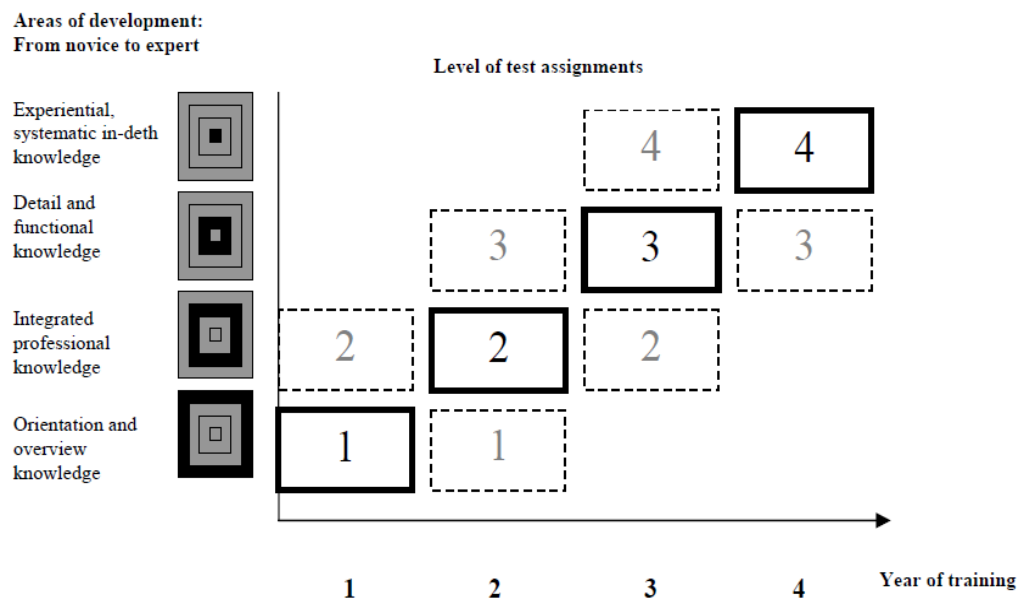 Areas of development:
From novice to expert
Level of test assignments
Experiential,
systematic in-deth
knowledge
4
4
Detail and
functional
knowledge
3
3
3
Integrated
professional
knowledge
2
2
2
Orientation and
overview
knowledge
1
1
1
2
3
4
Year of training